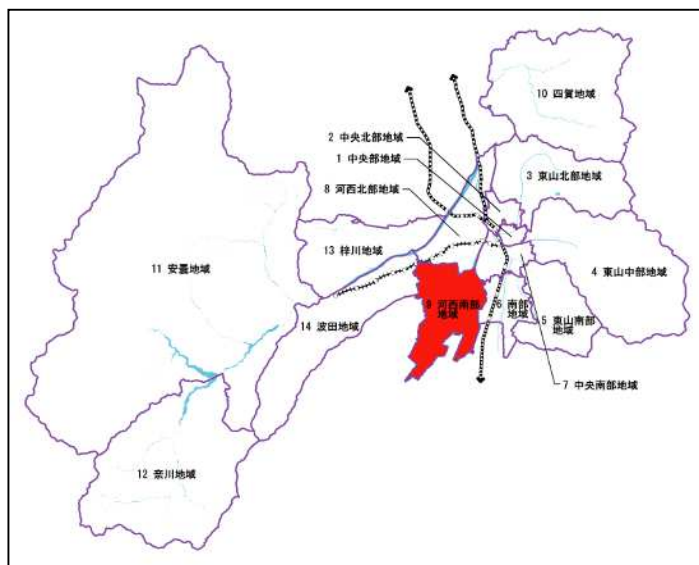 10 四賀地域
2 中央北部地域
1 中央部地域
3 東山北部地域
8 河西北部地域
13 梓川地域
11 安曇地域
4 東山中部地域
9 河西南部
地域
6 南部
地域
5 東山南部
地域
14 波田地域
7 中央南部地域
12 奈川地域